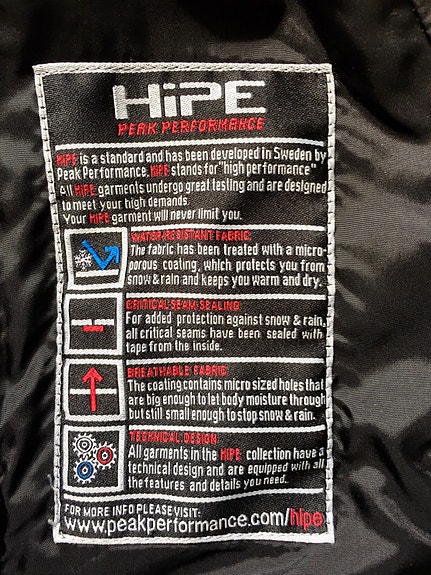 HiPE
PEAK PERFORMANCE
HiPE is a standard and has been developed in Sweden by
Peak Performance. HiPE stands for "high performance"
All HiPE garments undergo great testing and are designed
to meet your high demands.
Your HiPE garment will never limit you.
WATER-RESISTANT FABRIC
The fabric has been treated with a micro-
porous coating, which protects you from
snow & rain and keeps you warm and dry.
CRITICAL SEAM SEALING
For added protection against snow & rain,
all critical seams have been sealed with
tape from the inside.
BREATHABLE FABRIC
The coating contains micro sized holes that
are big enough to let body moisture through
but still small enough to stop snow & rain.
TECHNICAL DESIGN
All garments in the HiPE collection have a
technical design and are equipped with all
the features and details you need.
FOR MORE INFO PLEASE VISIT:
www.peakperformance.com/hipe